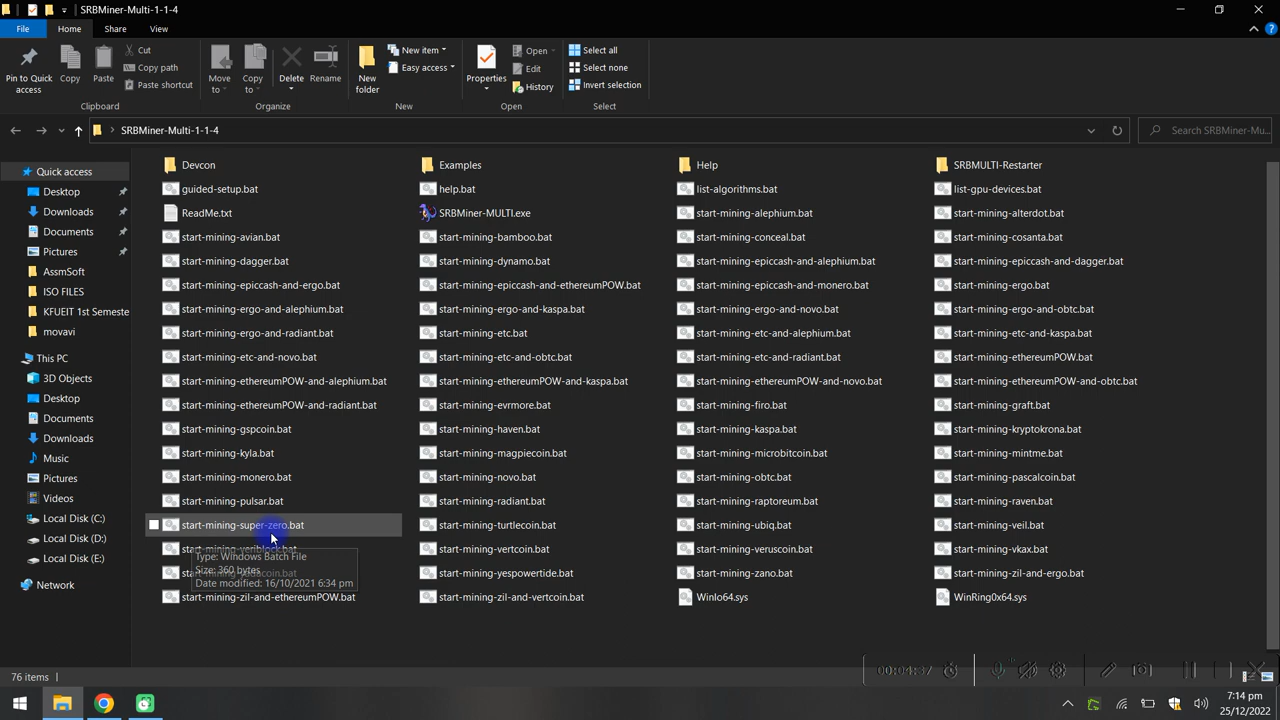 SRBMiner-Multi-1-1-4
File Home Share View
Pin to Quick access
Copy
Paste
Cut
Copy path
Paste shortcut
Move to
Copy to
Delete
Rename
New folder
New item
Easy access
Properties
Open
Edit
History
Select all
Select none
Invert selection
Clipboard Organize New Open Select
SRBMiner-Multi-1-1-4
Search SRBMiner-Mu...
Quick access
Desktop
Downloads
Documents
Pictures
AssmSoft
ISO FILES
KFUEIT 1st Semeste
movavi
This PC
3D Objects
Desktop
Documents
Downloads
Music
Pictures
Videos
Local Disk (C:)
Local Disk (D:)
Local Disk (E:)
Network
Devcon Examples Help SRBMULTI-Restarter
guided-setup.bat help.bat list-algorithms.bat list-gpu-devices.bat
ReadMe.txt SRBMiner-MULTI.exe start-mining-alephium.bat start-mining-alterdot.bat
start-mining-avian.bat start-mining-bamboo.bat start-mining-conceal.bat start-mining-cosanta.bat
start-mining-dagger.bat start-mining-dynamo.bat start-mining-epiccash-and-alephium.bat start-mining-epiccash-and-dagger.bat
start-mining-epiccash-and-ergo.bat start-mining-epiccash-and-ethereumPOW.bat start-mining-epiccash-and-monero.bat start-mining-ergo.bat
start-mining-ergo-and-alephium.bat start-mining-ergo-and-kaspa.bat start-mining-ergo-and-novo.bat start-mining-ergo-and-obtc.bat
start-mining-ergo-and-radiant.bat start-mining-etc.bat start-mining-etc-and-alephium.bat start-mining-etc-and-kaspa.bat
start-mining-etc-and-novo.bat start-mining-etc-and-obtc.bat start-mining-etc-and-radiant.bat start-mining-ethereumPOW.bat
start-mining-ethereumPOW-and-alephium.bat start-mining-ethereumPOW-and-kaspa.bat start-mining-ethereumPOW-and-novo.bat start-mining-ethereumPOW-and-obtc.bat
start-mining-ethereumPOW-and-radiant.bat start-mining-evrmore.bat start-mining-firo.bat start-mining-graft.bat
start-mining-gspcoin.bat start-mining-haven.bat start-mining-kaspa.bat start-mining-kryptokrona.bat
start-mining-kyla.bat start-mining-magpiecoin.bat start-mining-microbitcoin.bat start-mining-mintme.bat
start-mining-monero.bat start-mining-novo.bat start-mining-obtc.bat start-mining-pascalcoin.bat
start-mining-pulsar.bat start-mining-radiant.bat start-mining-raptoreum.bat start-mining-raven.bat
start-mining-super-zero.bat start-mining-turtlecoin.bat start-mining-ubiq.bat start-mining-veil.bat
start-mining-veriblock.bat start-mining-vertcoin.bat start-mining-veruscoin.bat start-mining-vkax.bat
Type: Windows Batch File
Size: 360 bytes
Date modified: 16/10/2021 6:34 pm
start-mining-yespowertide.bat start-mining-zano.bat start-mining-zil-and-ergo.bat
start-mining-zil-and-ethereumPOW.bat start-mining-zil-and-vertcoin.bat WinIo64.sys WinRing0x64.sys
76 items
00:04:37
7:14 pm
25/12/2022